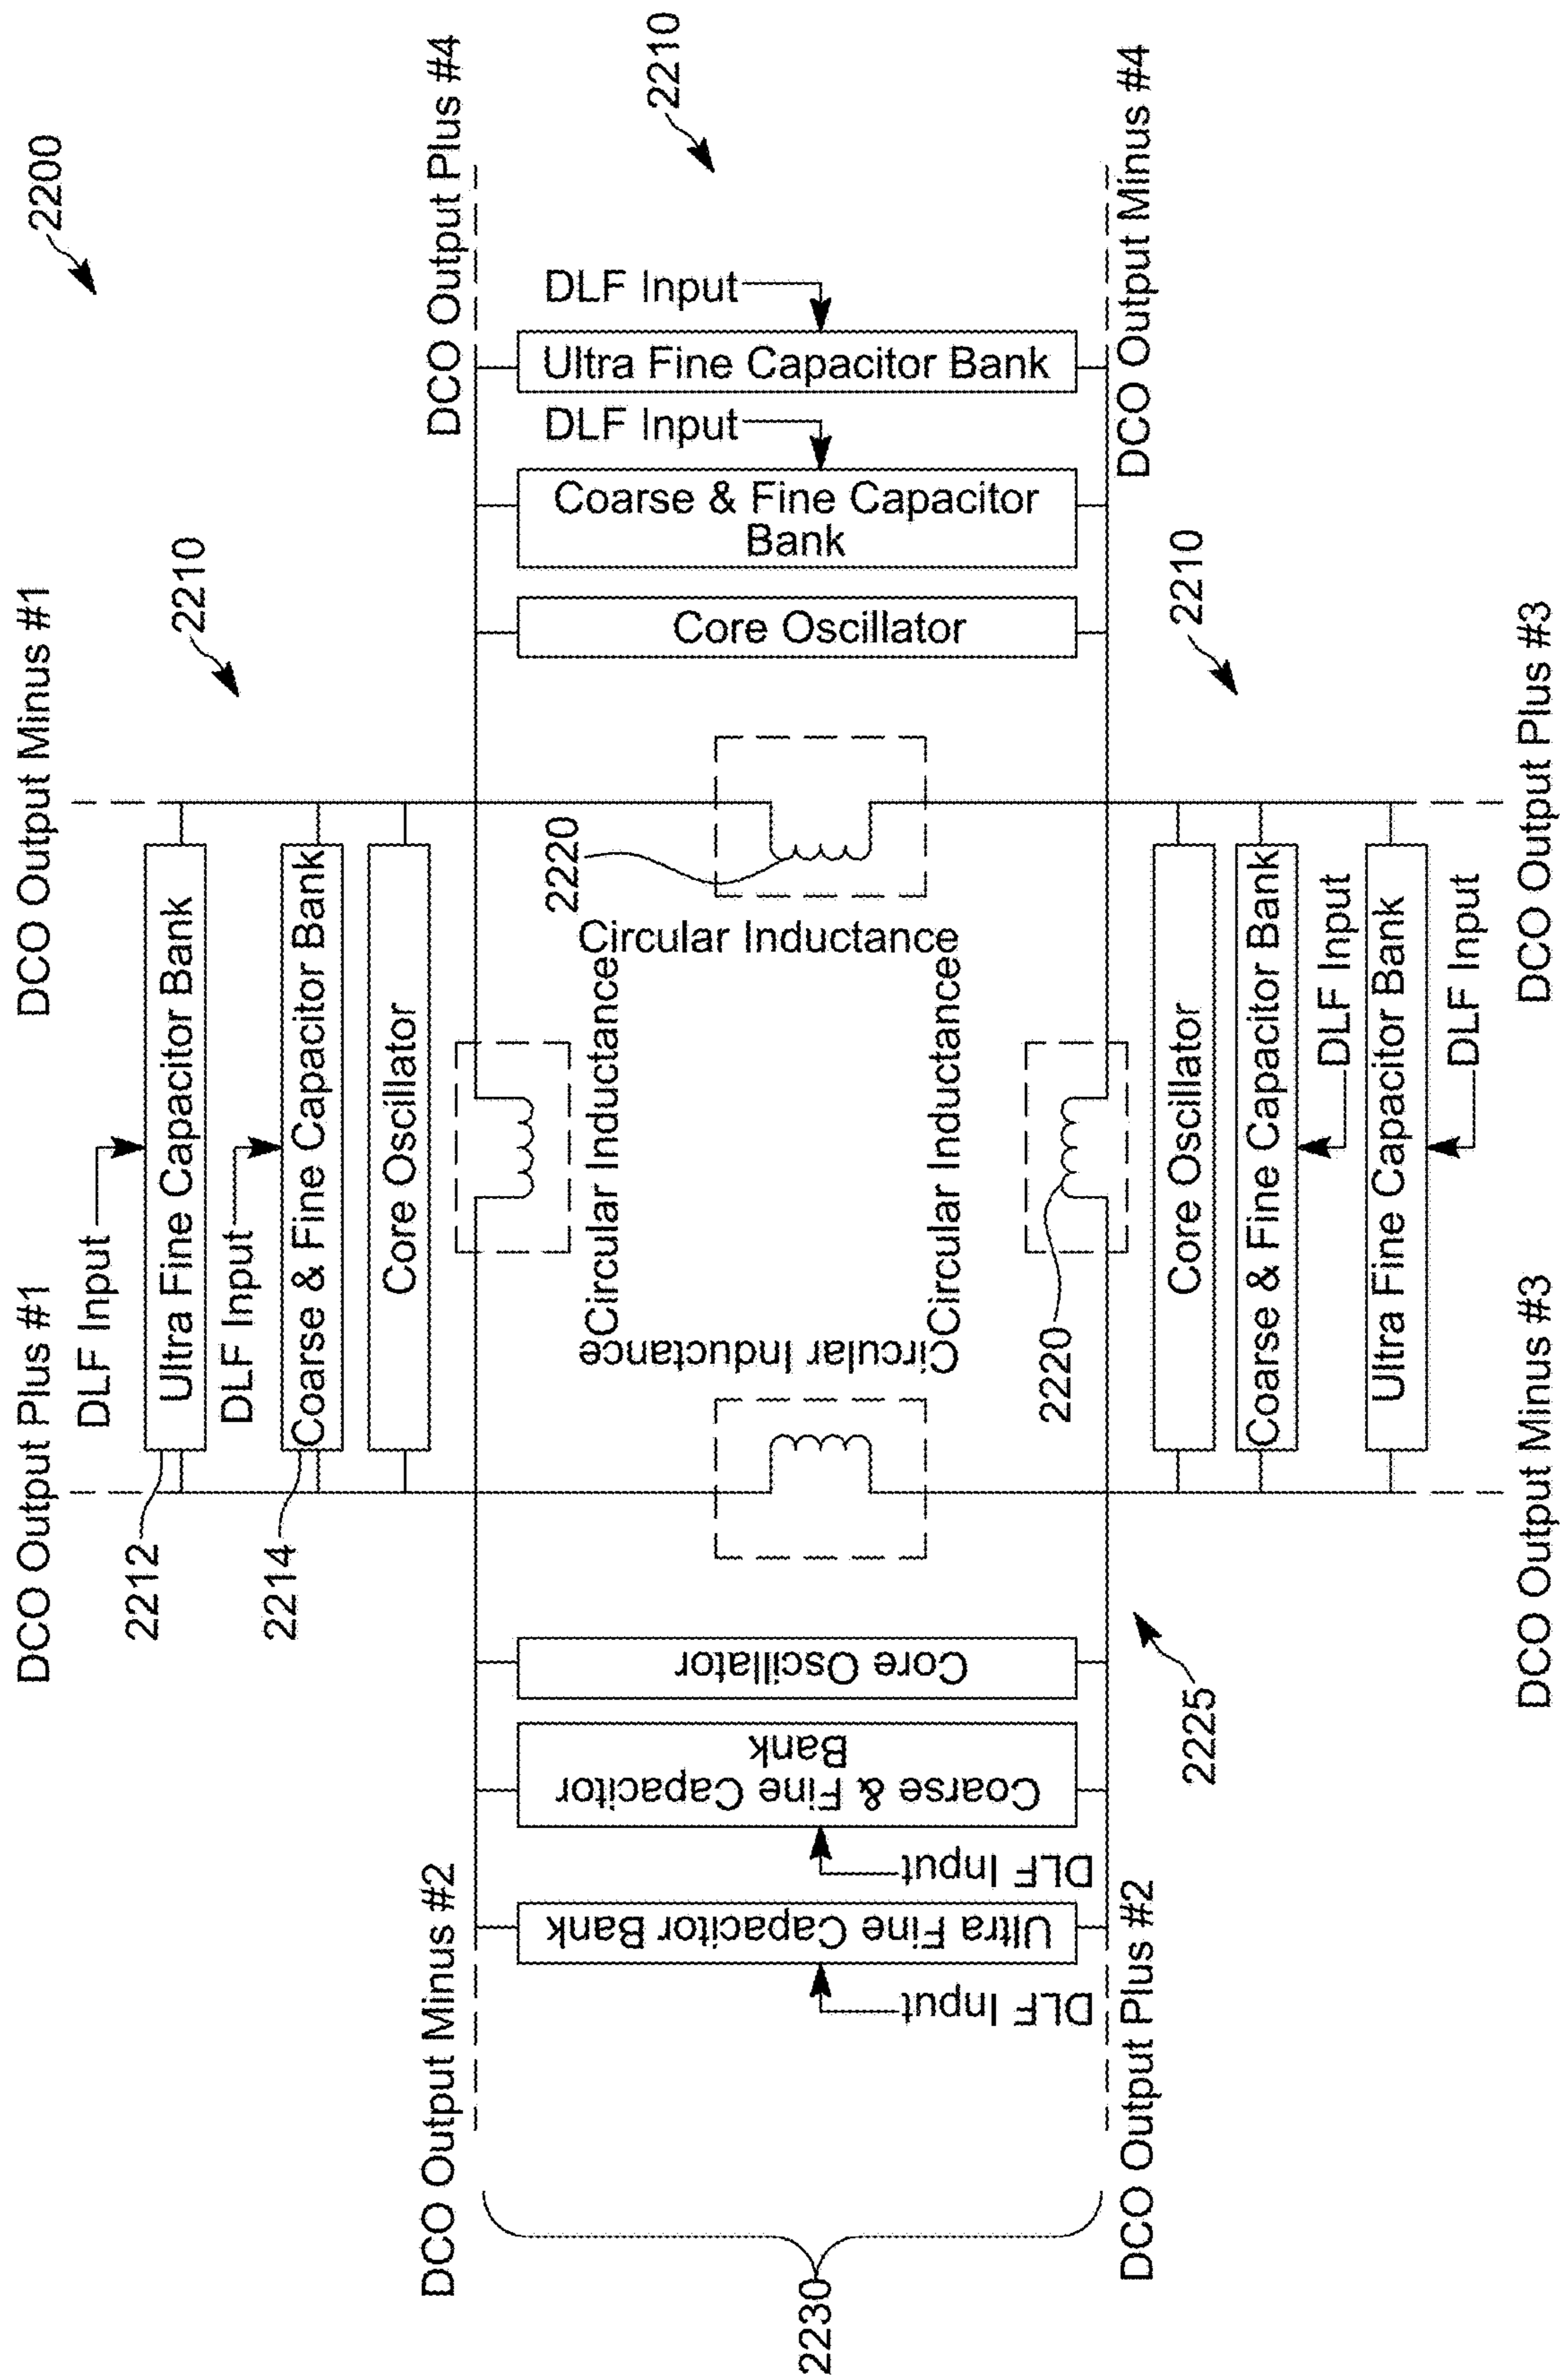 2200
DCO Output Plus #1
DCO Output Minus #1
DLF Input
2212
Ultra Fine Capacitor Bank
2210
DLF Input
2214
Coarse & Fine Capacitor Bank
Core Oscillator
DCO Output Minus #2
DCO Output Plus #4
DLF Input
Ultra Fine Capacitor Bank
DLF Input
Coarse & Fine Capacitor
Bank
Core Oscillator
2230
DCO Output Plus #2
2225
Circular Inductance
Circular Inductance
2220
Circular Inductance
Circular Inductance
2220
Core Oscillator
Coarse & Fine Capacitor
Bank
DLF Input
Ultra Fine Capacitor Bank
DLF Input
2210
DCO Output Minus #4
Core Oscillator
Coarse & Fine Capacitor Bank
DLF Input
2210
Ultra Fine Capacitor Bank
DLF Input
DCO Output Minus #3
DCO Output Plus #3